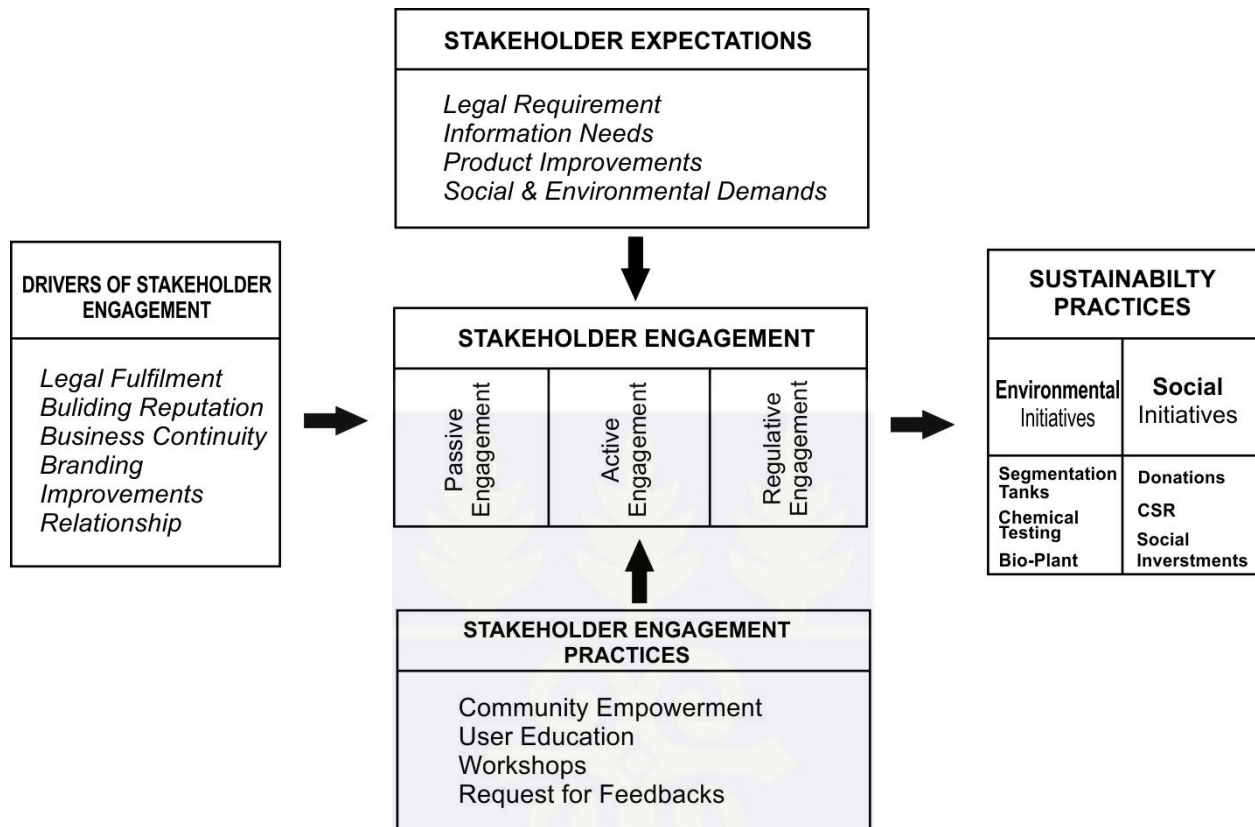 STAKEHOLDER EXPECTATIONS
Legal Requirement
Information Needs
Product Improvements
Social & Environmental Demands
DRIVERS OF STAKEHOLDER
ENGAGEMENT
Legal Fulfilment
Buliding Reputation
Business Continuity
Branding
Improvements
Relationship
STAKEHOLDER ENGAGEMENT
Passive
Engagement
Active
Engagement
Regulative
Engagement
STAKEHOLDER ENGAGEMENT
PRACTICES
Community Empowerment
User Education
Workshops
Request for Feedbacks
SUSTAINABILTY
PRACTICES
Environmental
Initiatives
Social
Initiatives
Segmentation
Tanks
Chemical
Testing
Bio-Plant
Donations
CSR
Social
Inverstments